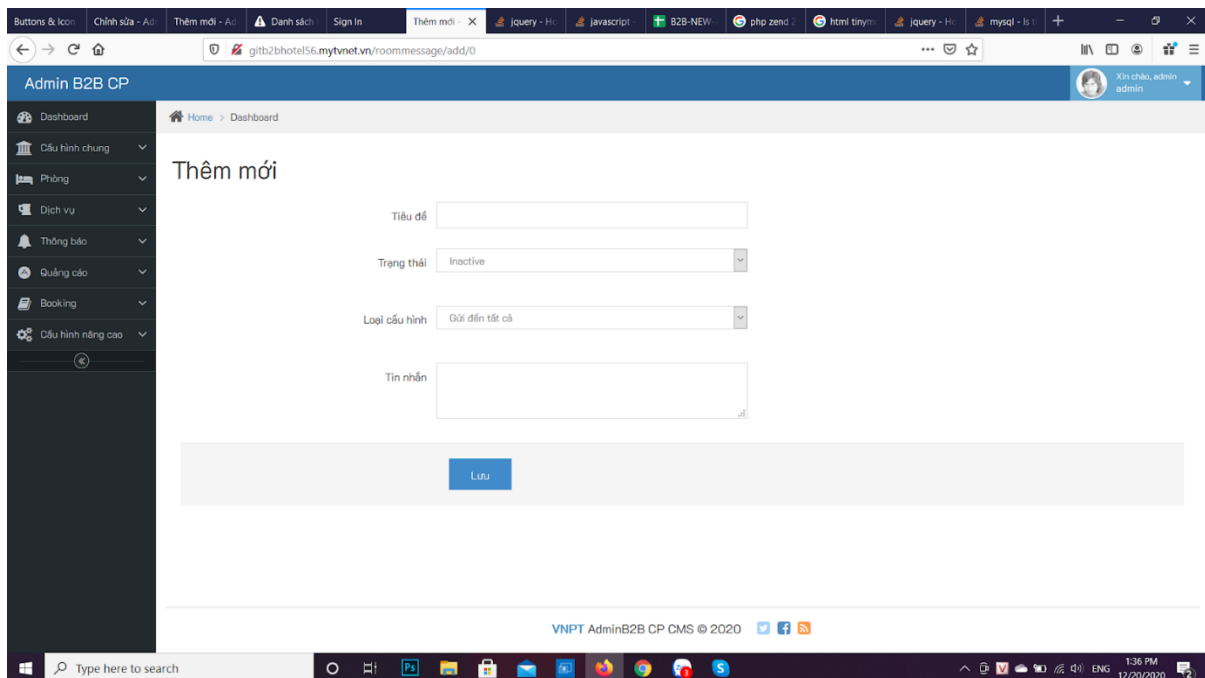 Buttons & Icon Chỉnh sửa - Ad Thêm mới - Ad Danh sách Sign In Thêm mới - jquery - Ho javascript - B2B-NEW- php zend 2 html tinym jquery - Ho mysql - Is t
gitb2bhotel56.mytvnet.vn/roommessage/add/0
Admin B2B CP
Xin chào, admin
admin
Dashboard
Home > Dashboard
Cấu hình chung
Phòng
Dịch vụ
Thông báo
Quảng cáo
Booking
Cấu hình nâng cao
Thêm mới
Tiêu đề
Trạng thái Inactive
Loại cấu hình Gửi đến tất cả
Tin nhắn
Lưu
VNPT AdminB2B CP CMS © 2020
Type here to search
ENG
1:36 PM
12/20/2020